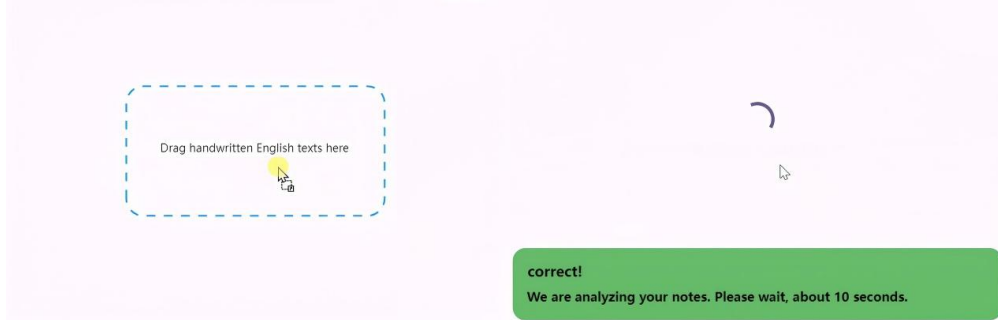 Drag handwritten English texts here
correct!
We are analyzing your notes. Please wait, about 10 seconds.